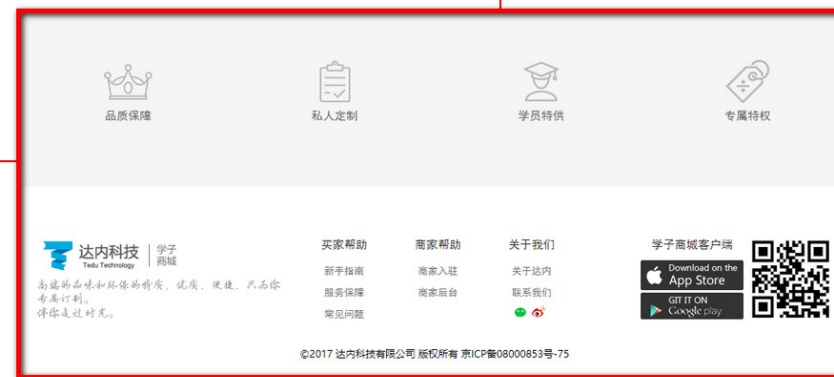 品质保障
私人定制
学员特供
专属特权
达内科技
Tedu Technology
学子
商城
高端的品味和环保的特质、优质、便捷、只为你
专属订制。
伴你走过时光。
买家帮助
新手指南
服务保障
常见问题
商家帮助
商家入驻
商家后台
关于我们
关于达内
联系我们
学子商城客户端
Download on the
App Store
GIT IT ON
Google play
©2017 达内科技有限公司 版权所有 京ICP备08000853号-75